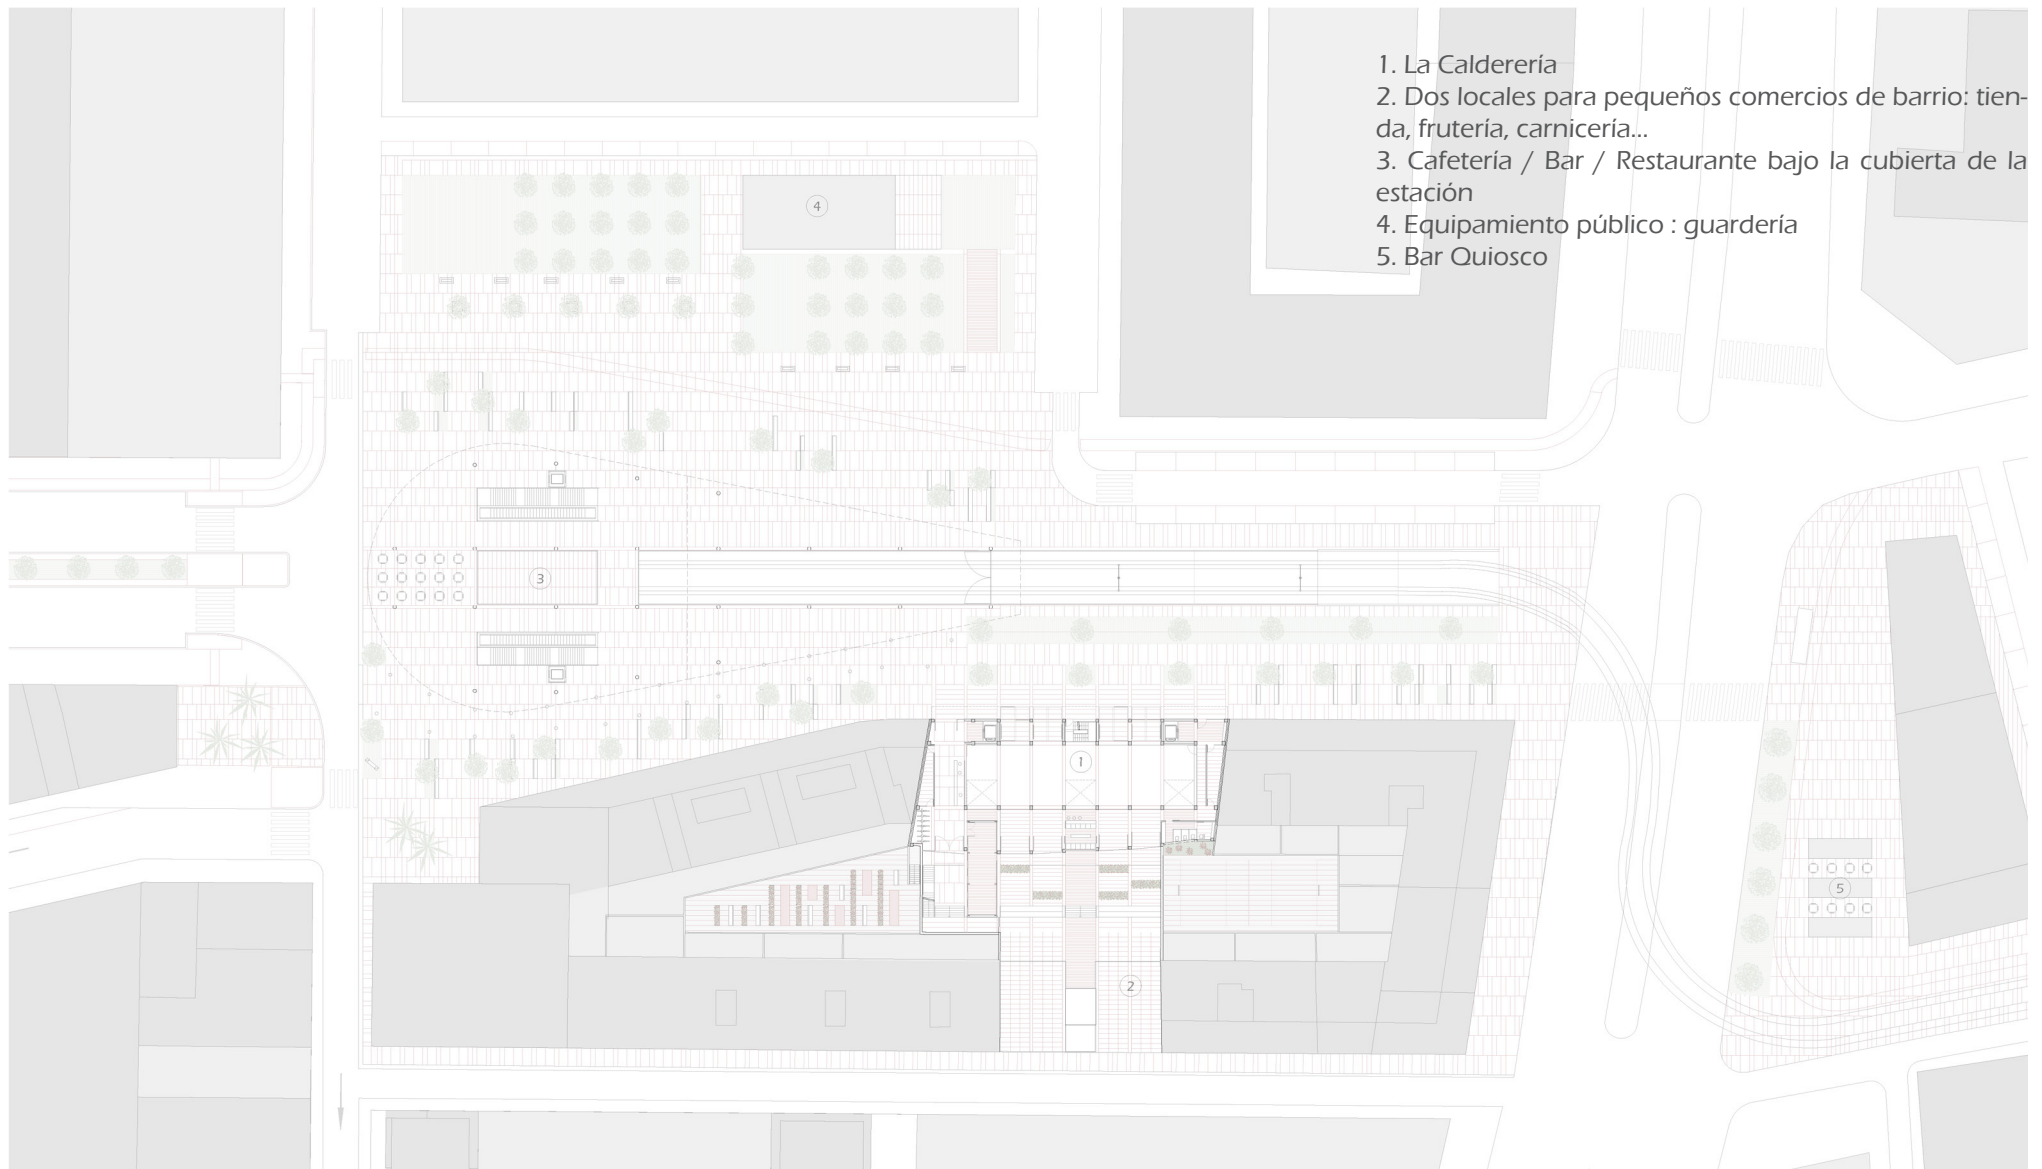 1. La Calderería
2. Dos locales para pequeños comercios de barrio: tien-
da, frutería, carnicería...
3. Cafetería / Bar / Restaurante bajo la cubierta de la
estación
4. Equipamiento público : guardería
5. Bar Quiosco
4
3
1
5
2